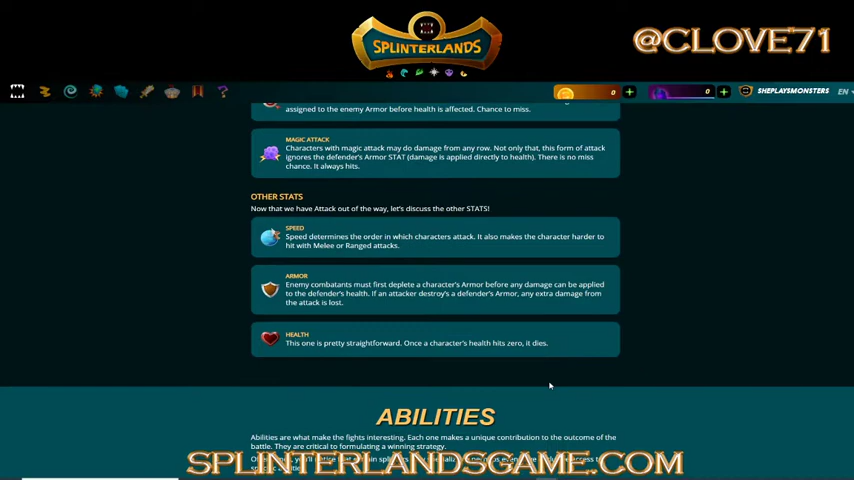 SPLINTERLANDS
@CLOVE71
0
0
SHEPLAYSMONSTERS
EN
assigned to the enemy Armor before health is affected. Chance to miss.
MAGIC ATTACK
Characters with magic attack may do damage from any row. Not only that, this form of attack
ignores the defender's Armor STAT (damage is applied directly to health). There is no miss
chance. It always hits.
OTHER STATS
Now that we have Attack out of the way, let's discuss the other STATS!
SPEED
Speed determines the order in which characters attack. It also makes the character harder to
hit with Melee or Ranged attacks.
ARMOR
Enemy combatants must first deplete a character's Armor before any damage can be applied
to the defender's health. If an attacker destroy's a defender's Armor, any extra damage from
the attack is lost.
HEALTH
This one is pretty straightforward. Once a character's health hits zero, it dies.
ABILITIES
Abilities are what make the fights interesting. Each one makes a unique contribution to the outcome of the
battle. They are critical to formulating a winning strategy.
SPLINTERLANDSGAME.COM